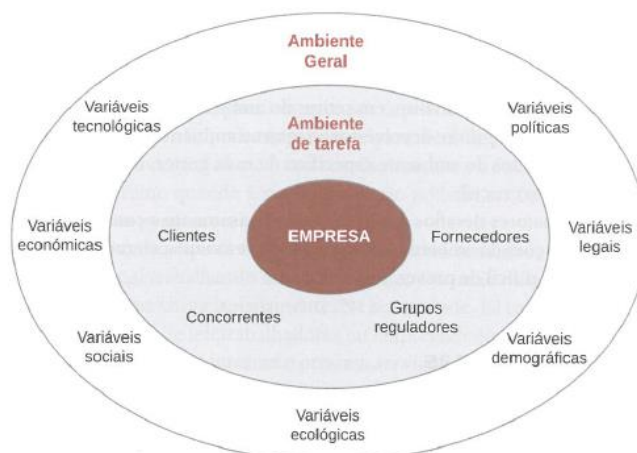 Ambiente
Geral
Variáveis
tecnológicas
Variáveis
políticas
Ambiente
de tarefa
Variáveis
económicas
Clientes
EMPRESA
Fornecedores
Variáveis
legais
Concorrentes
Grupos
reguladores
Variáveis
sociais
Variáveis
demográficas
Variáveis
ecológicas